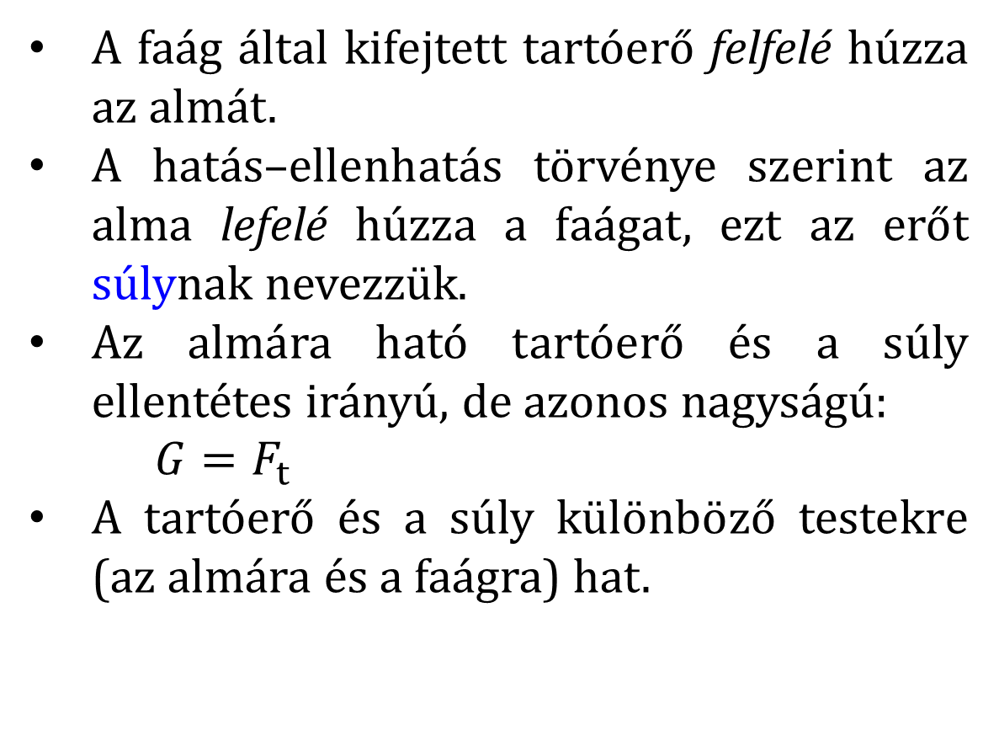 • A faág által kifejtett tartóerő felfelé húzza
az almát.
• A hatás–ellenhatás törvénye szerint az
alma lefelé húzza a faágat, ezt az erőt
súlynak nevezzük.
• Az almára ható tartóerő és a súly
ellentétes irányú, de azonos nagyságú:
G = Fₜ
• A tartóerő és a súly különböző testekre
(az almára és a faágra) hat.